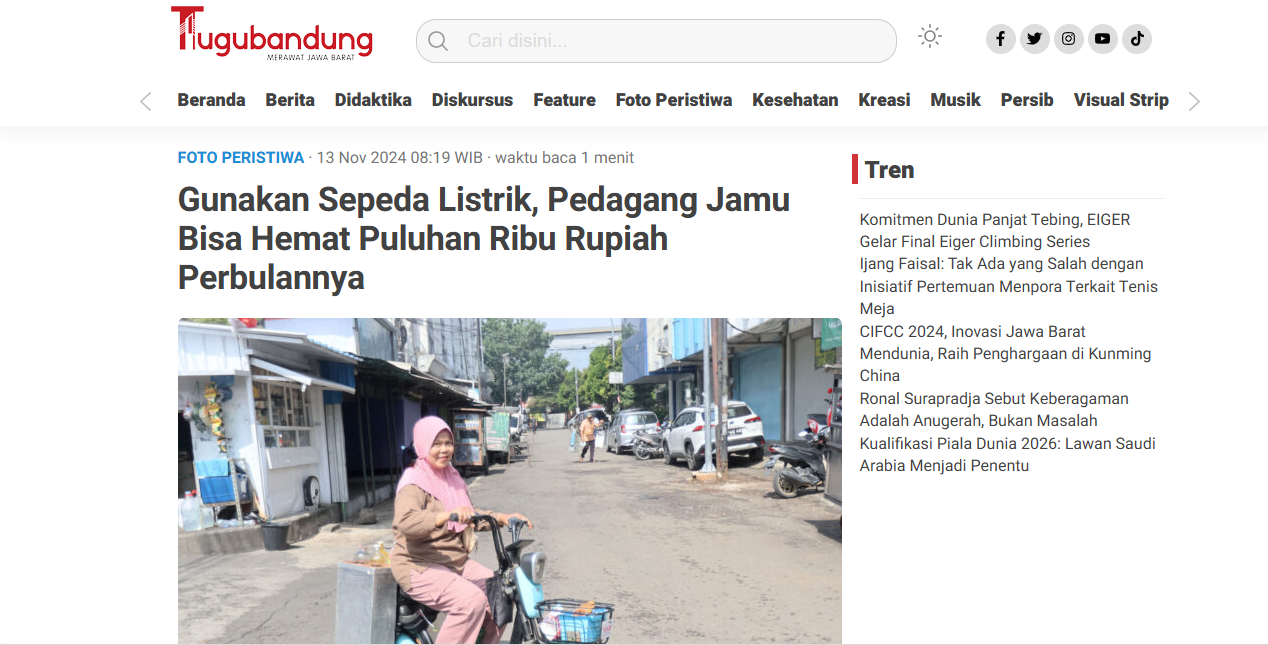 Tugubandung
MERAWAT JAWA BARAT
Cari disini...
Beranda Berita Didaktika Diskursus Feature Foto Peristiwa Kesehatan Kreasi Musik Persib Visual Strip
FOTO PERISTIWA · 13 Nov 2024 08:19 WIB · waktu baca 1 menit
Gunakan Sepeda Listrik, Pedagang Jamu
Bisa Hemat Puluhan Ribu Rupiah
Perbulannya
Tren
Komitmen Dunia Panjat Tebing, EIGER
Gelar Final Eiger Climbing Series
Ijang Faisal: Tak Ada yang Salah dengan
Inisiatif Pertemuan Menpora Terkait Tenis
Meja
CIFCC 2024, Inovasi Jawa Barat
Mendunia, Raih Penghargaan di Kunming
China
Ronal Surapradja Sebut Keberagaman
Adalah Anugerah, Bukan Masalah
Kualifikasi Piala Dunia 2026: Lawan Saudi
Arabia Menjadi Penentu